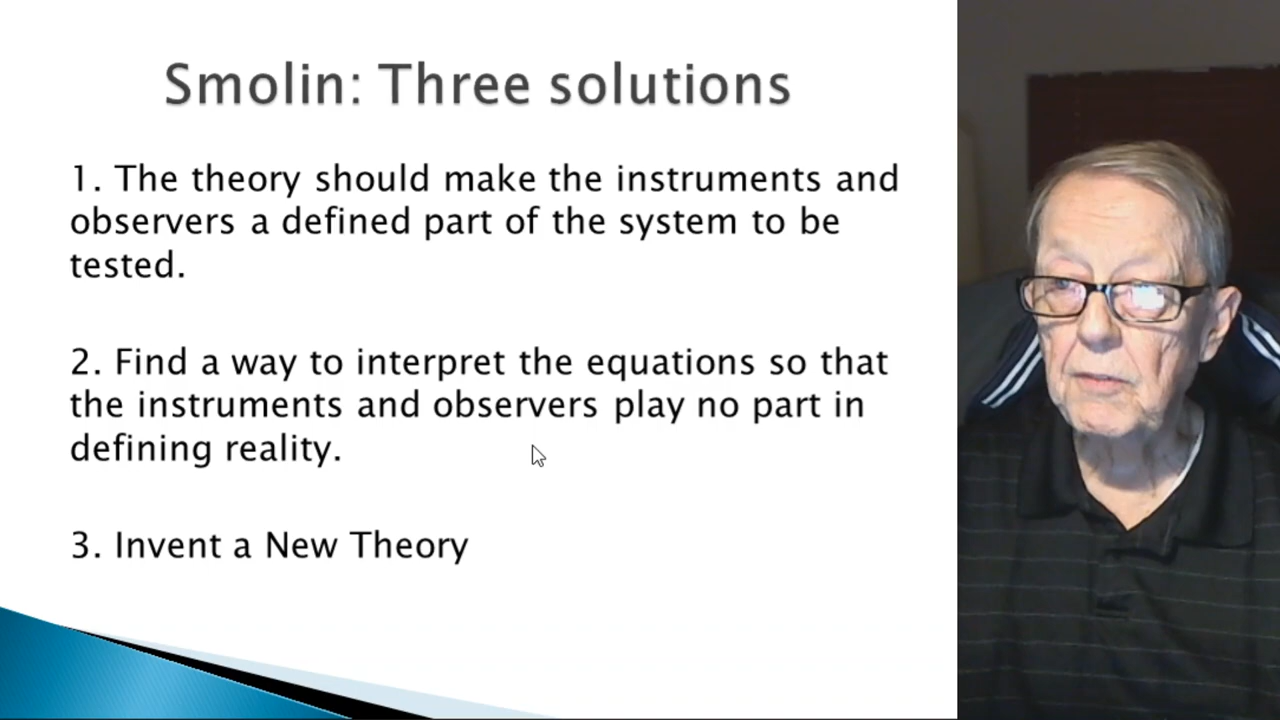 Smolin: Three solutions
1. The theory should make the instruments and
observers a defined part of the system to be
tested.
2. Find a way to interpret the equations so that
the instruments and observers play no part in
defining reality.
3. Invent a New Theory